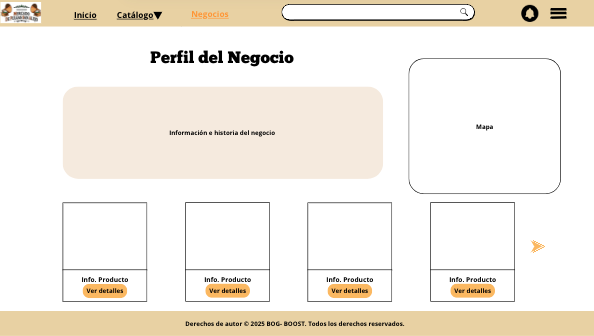 Inicio
Catálogo▼
Negocios
Perfil del Negocio
Información e historia del negocio
Mapa
Info. Producto
Ver detalles
Info. Producto
Ver detalles
Info. Producto
Ver detalles
Info. Producto
Ver detalles
Derechos de autor © 2025 BOG- BOOST. Todos los derechos reservados.